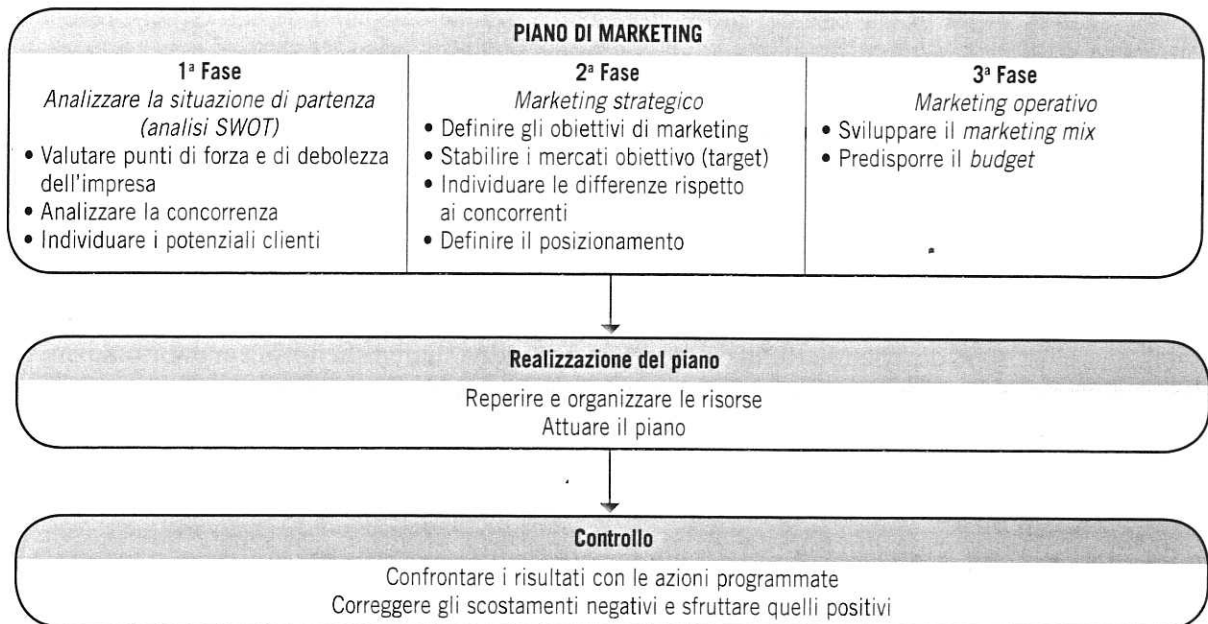 PIANO DI MARKETING
1ª Fase
Analizzare la situazione di partenza
(analisi SWOT)
• Valutare punti di forza e di debolezza
dell'impresa
• Analizzare la concorrenza
• Individuare i potenziali clienti
2ª Fase
Marketing strategico
• Definire gli obiettivi di marketing
• Stabilire i mercati obiettivo (target)
• Individuare le differenze rispetto
ai concorrenti
• Definire il posizionamento
3ª Fase
Marketing operativo
• Sviluppare il marketing mix
• Predisporre il budget
Realizzazione del piano
Reperire e organizzare le risorse
Attuare il piano
Controllo
Confrontare i risultati con le azioni programmate
Correggere gli scostamenti negativi e sfruttare quelli positivi